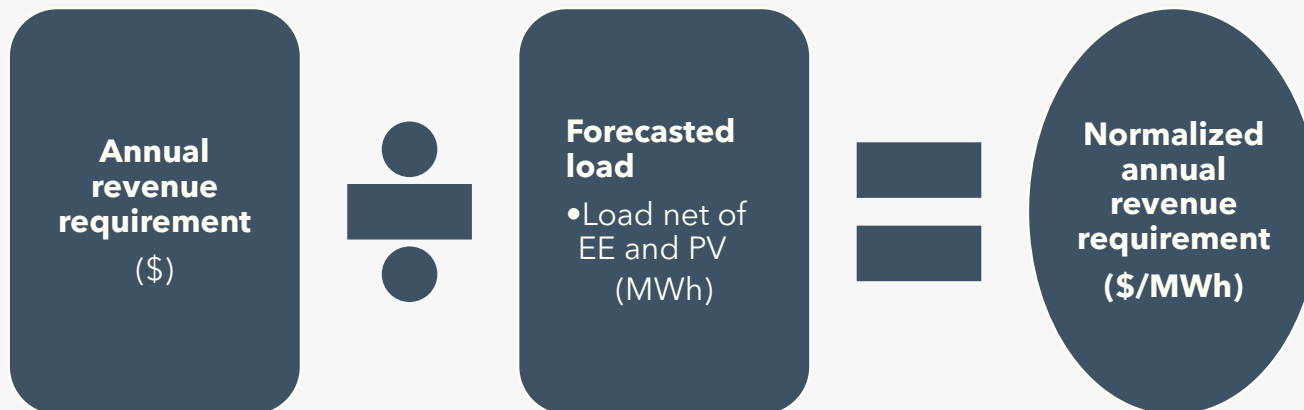 Annual
revenue
requirement
($)
Forecasted
load
•Load net of
EE and PV
(MWh)
Normalized
annual
revenue
requirement
($/MWh)